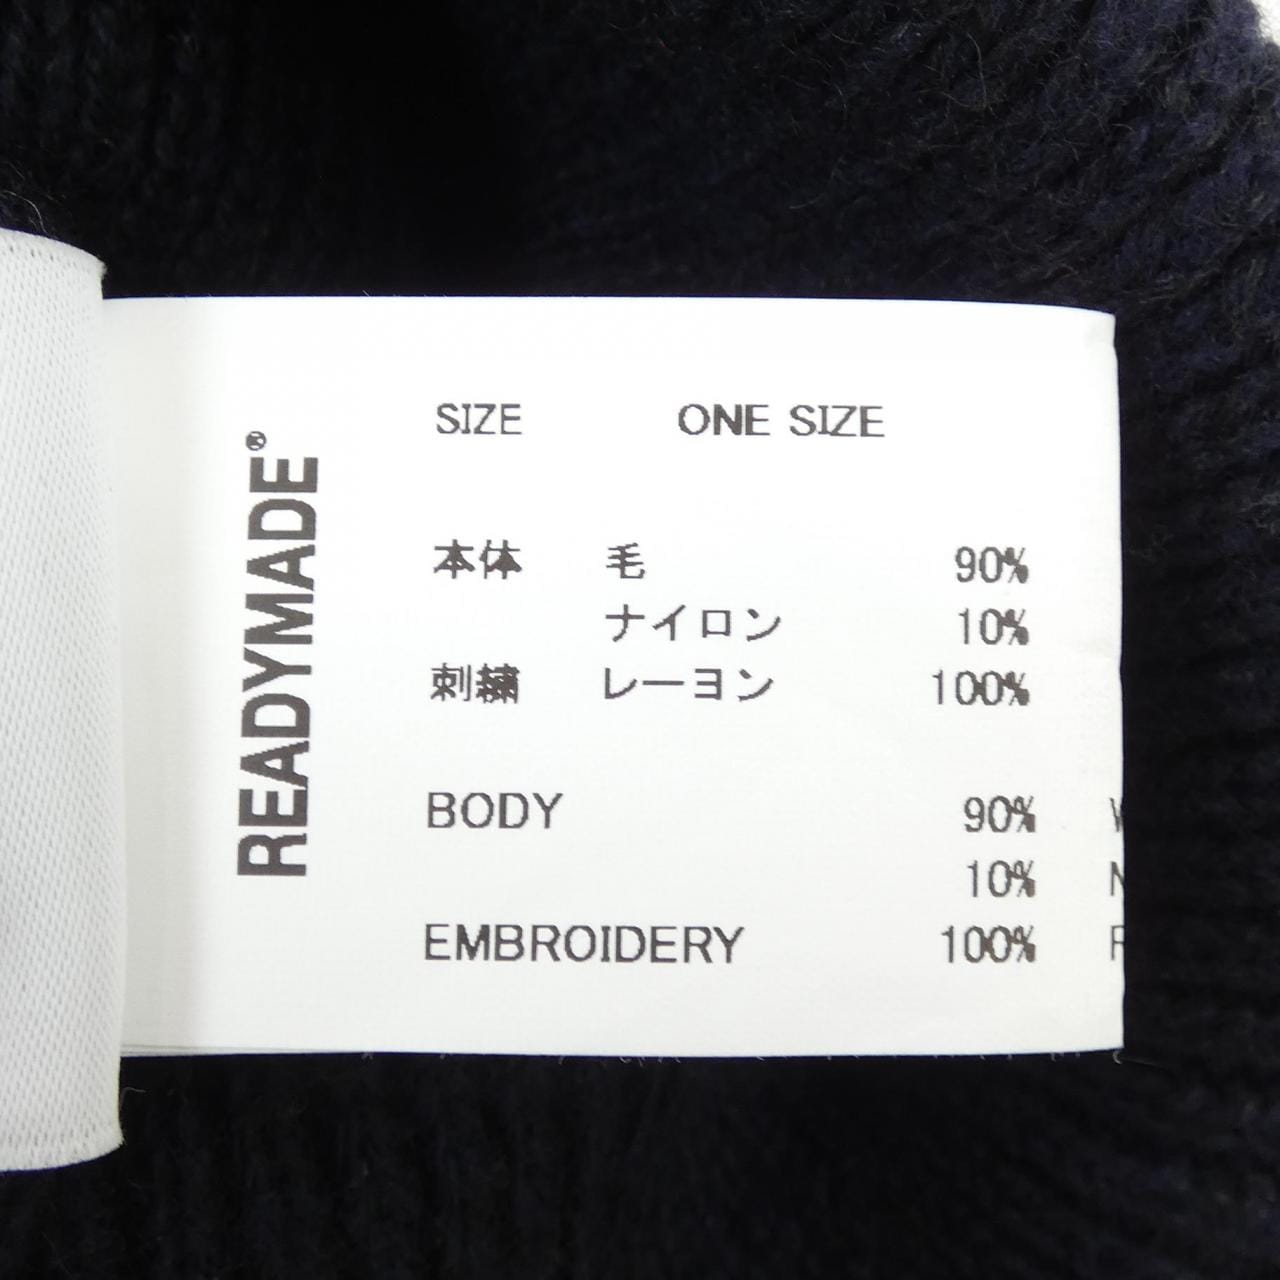 READYMADE®
SIZE ONE SIZE
本体 毛 90%
ナイロン 10%
刺繍 レーヨン 100%
BODY 90%
10%
EMBROIDERY 100%